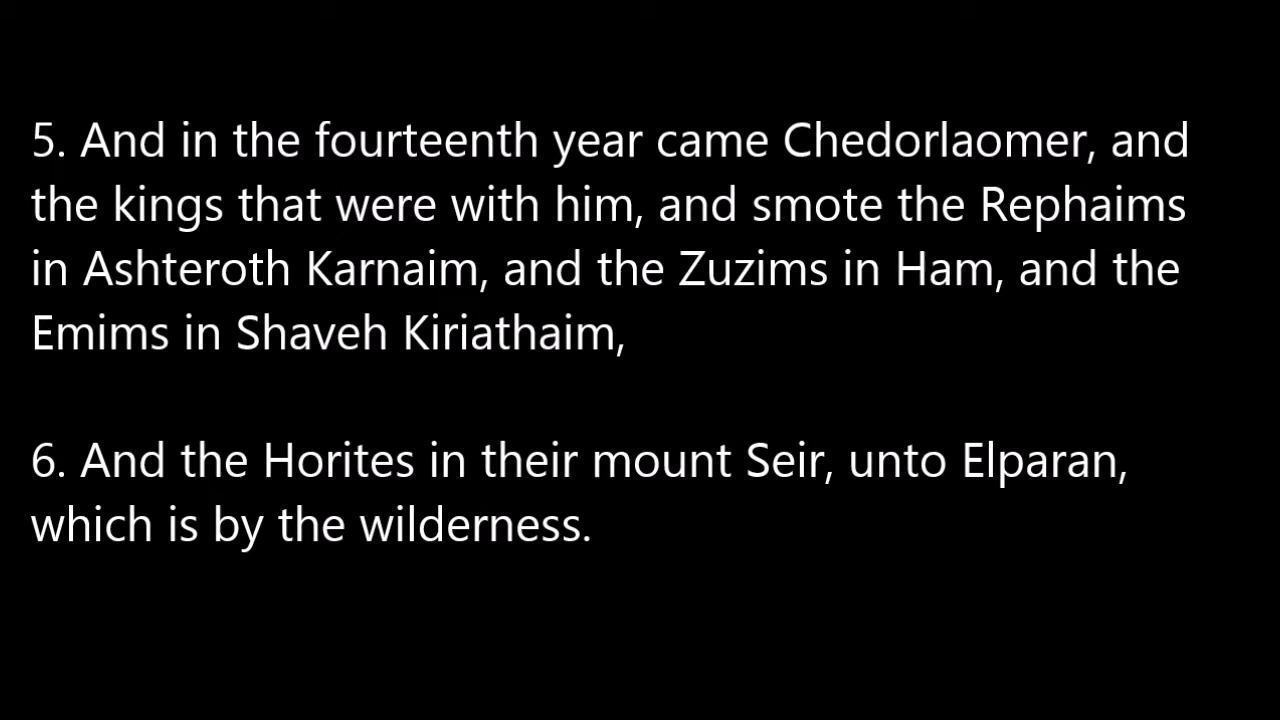 5. And in the fourteenth year came Chedorlaomer, and
the kings that were with him, and smote the Rephaims
in Ashteroth Karnaim, and the Zuzims in Ham, and the
Emims in Shaveh Kiriathaim,
6. And the Horites in their mount Seir, unto Elparan,
which is by the wilderness.